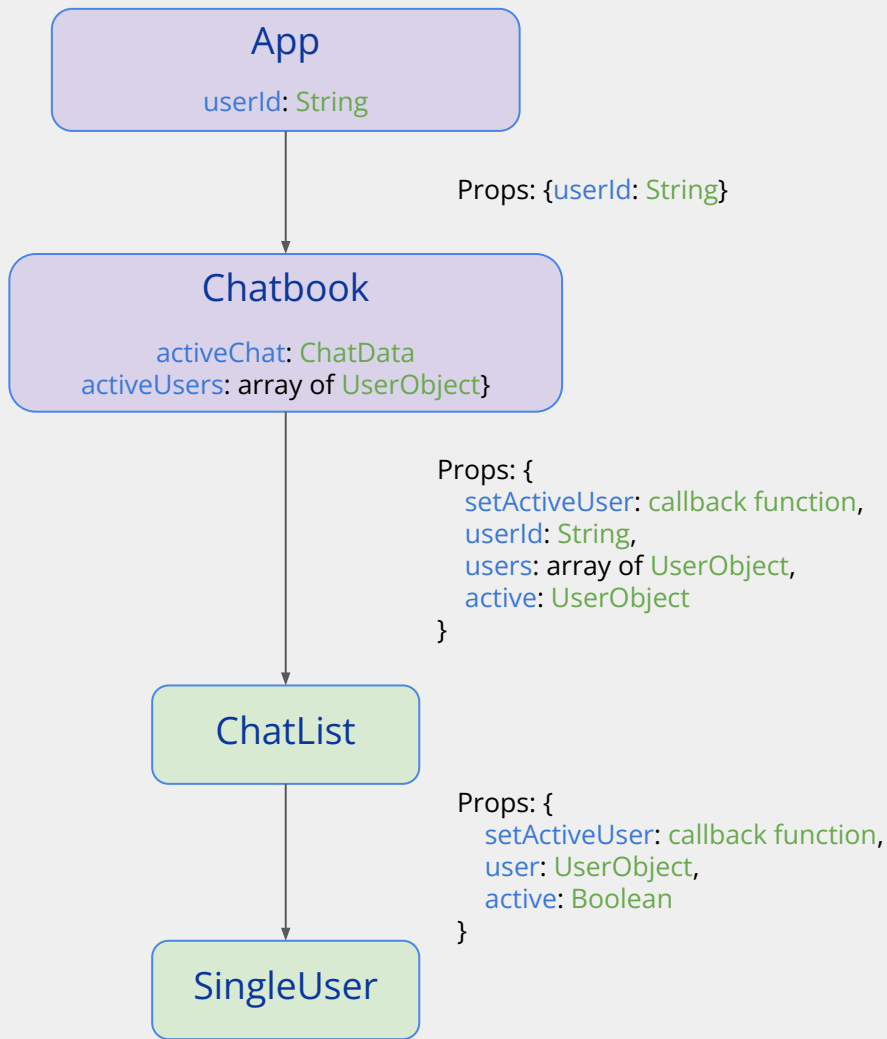 App
userId: String
Props: {userId: String}
Chatbook
activeChat: ChatData
activeUsers: array of UserObject}
Props: {
setActiveUser: callback function,
userId: String,
users: array of UserObject,
active: UserObject
}
ChatList
Props: {
setActiveUser: callback function,
user: UserObject,
active: Boolean
}
SingleUser